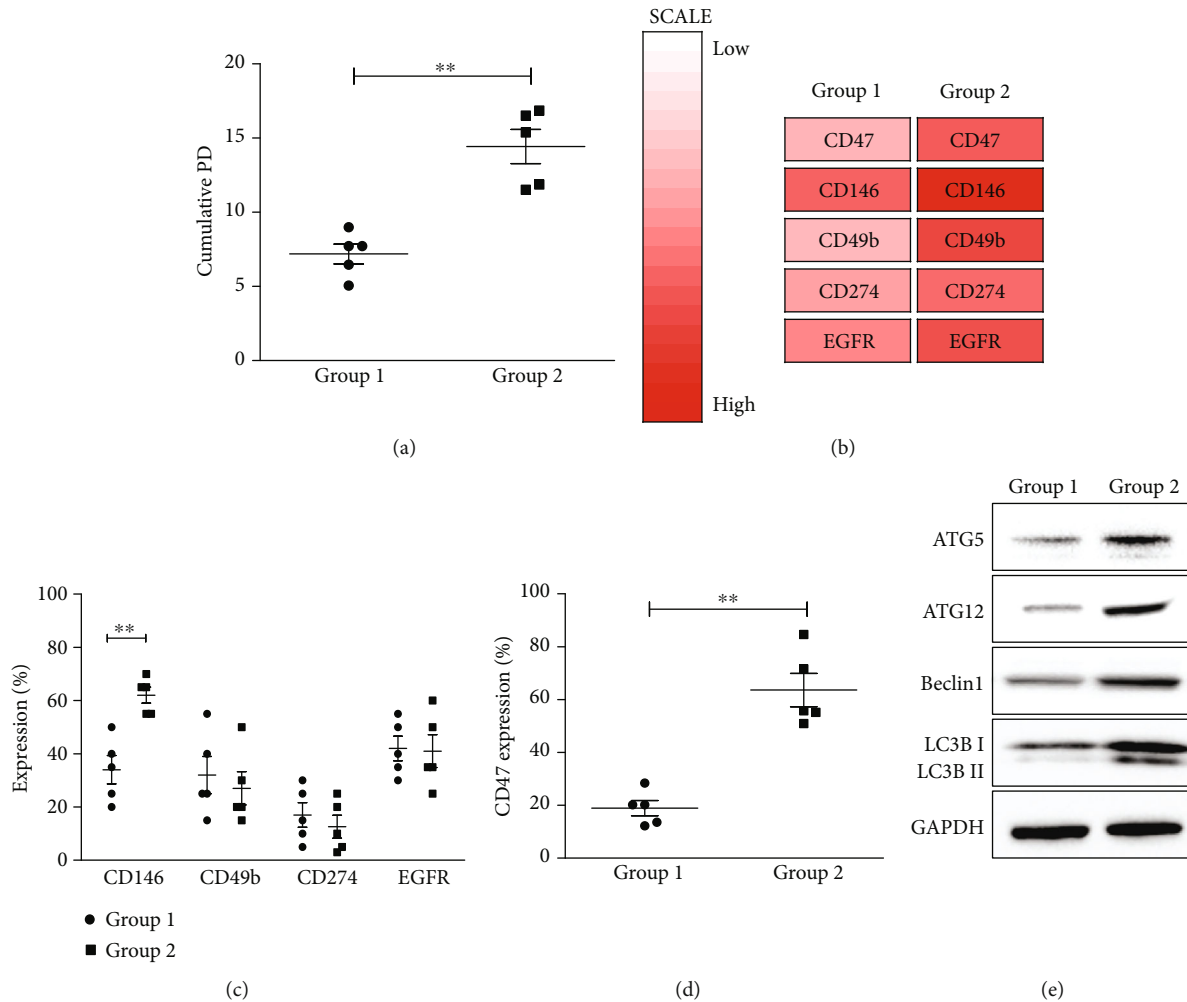 SCALE
Low
High
20
15
10
5
0
Cumulative PD
**
Group 1
Group 2
(a)
Group 1 Group 2
CD47 CD47
CD146 CD146
CD49b CD49b
CD274 CD274
EGFR EGFR
(b)
100
80
60
40
20
0
Expression (%)
**
CD146 CD49b CD274 EGFR
Group 1
Group 2
(c)
100
80
60
40
20
0
CD47 expression (%)
**
Group 1 Group 2
(d)
Group 1 Group 2
ATG5
ATG12
Beclin1
LC3B I
LC3B II
GAPDH
(e)